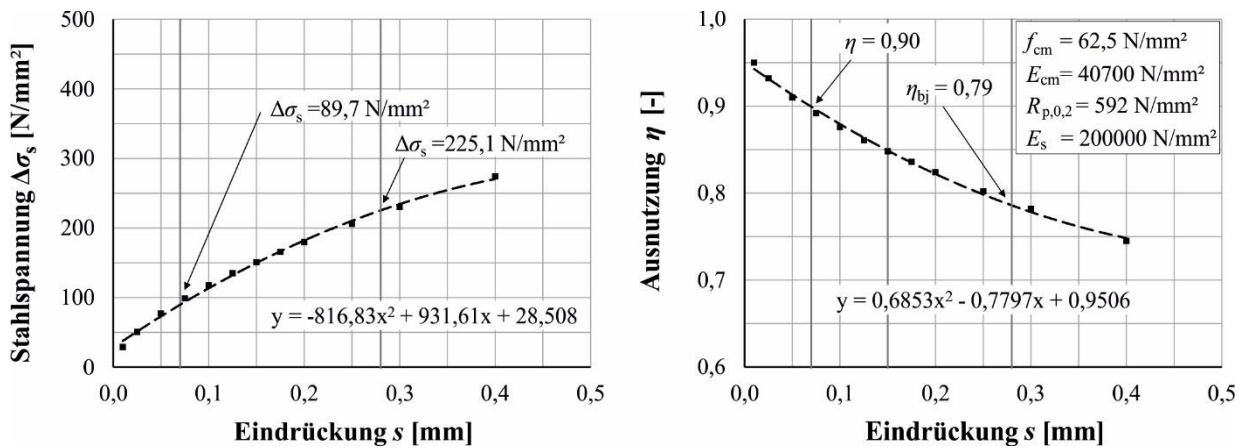 Stahlspannung Δσs [N/mm²]
500
400
300
200
100
0
Δσs =89,7 N/mm²
Δσs =225,1 N/mm²
y = -816,83x² + 931,61x + 28,508
0,0 0,1 0,2 0,3 0,4 0,5
Eindrückung s [mm]
Ausnutzung η [-]
1,0
0,9
0,8
0,7
0,6
η = 0,90
ηbj = 0,79
fcm = 62,5 N/mm²
Ecm= 40700 N/mm²
Rp,0,2 = 592 N/mm²
Es = 200000 N/mm²
y = 0,6853x² - 0,7797x + 0,9506
0,0 0,1 0,2 0,3 0,4 0,5
Eindrückung s [mm]